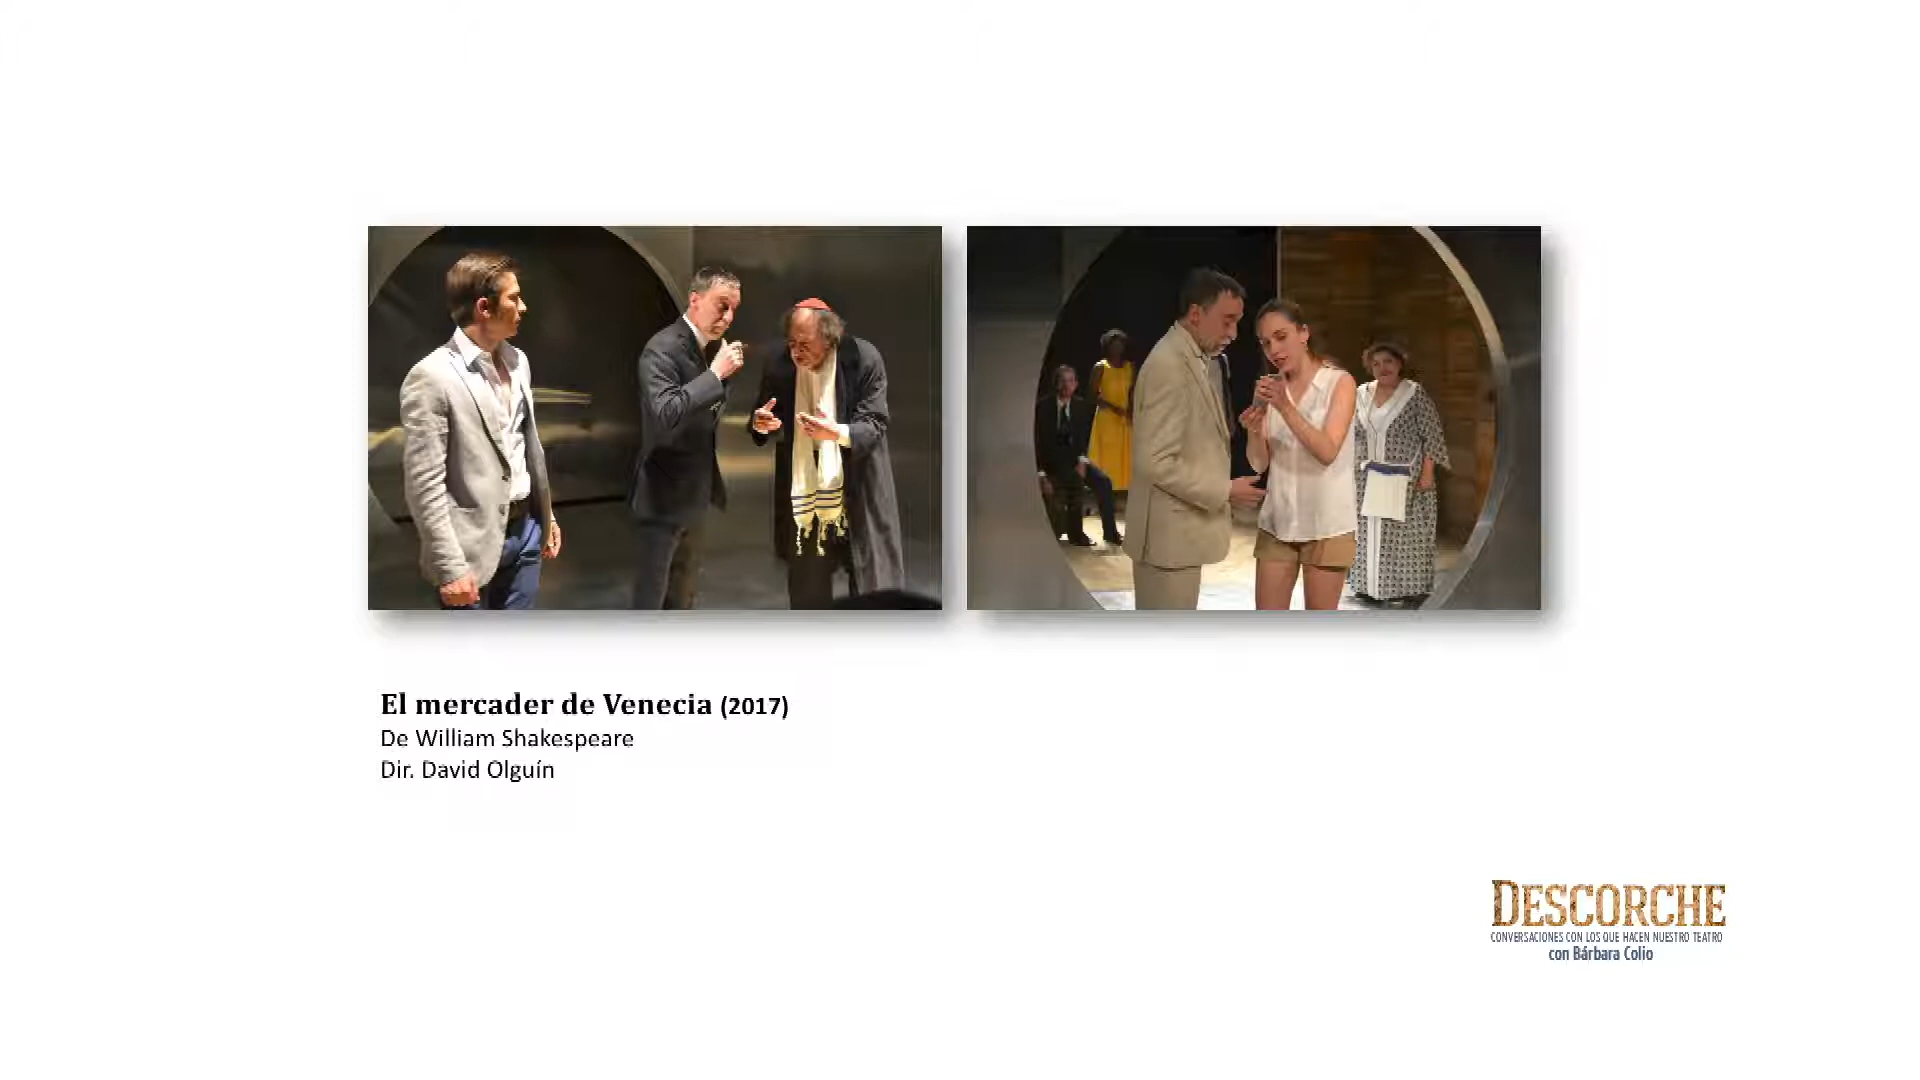 El mercader de Venecia (2017)
De William Shakespeare
Dir. David Olguín
DESCORCHE
CONVERSACIONES CON LOS QUE HACEN NUESTRO TEATRO
con Bárbara Colio